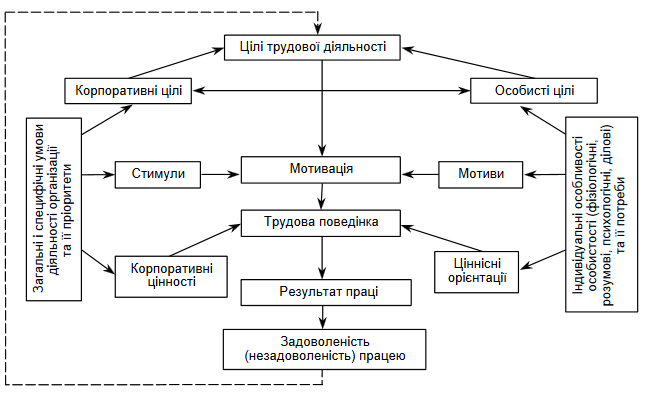 Цілі трудової діяльності
Корпоративні цілі
Особисті цілі
Загальні і специфічні умови
діяльності організації
та її пріоритети
Стимули
Мотивація
Мотиви
Індивідуальні особливості
особистості (фізіологічні,
розумові, психологічні, ділові)
та її потреби
Трудова поведінка
Корпоративні
цінності
Ціннісні
орієнтації
Результат праці
Задоволеність
(незадоволеність) працею